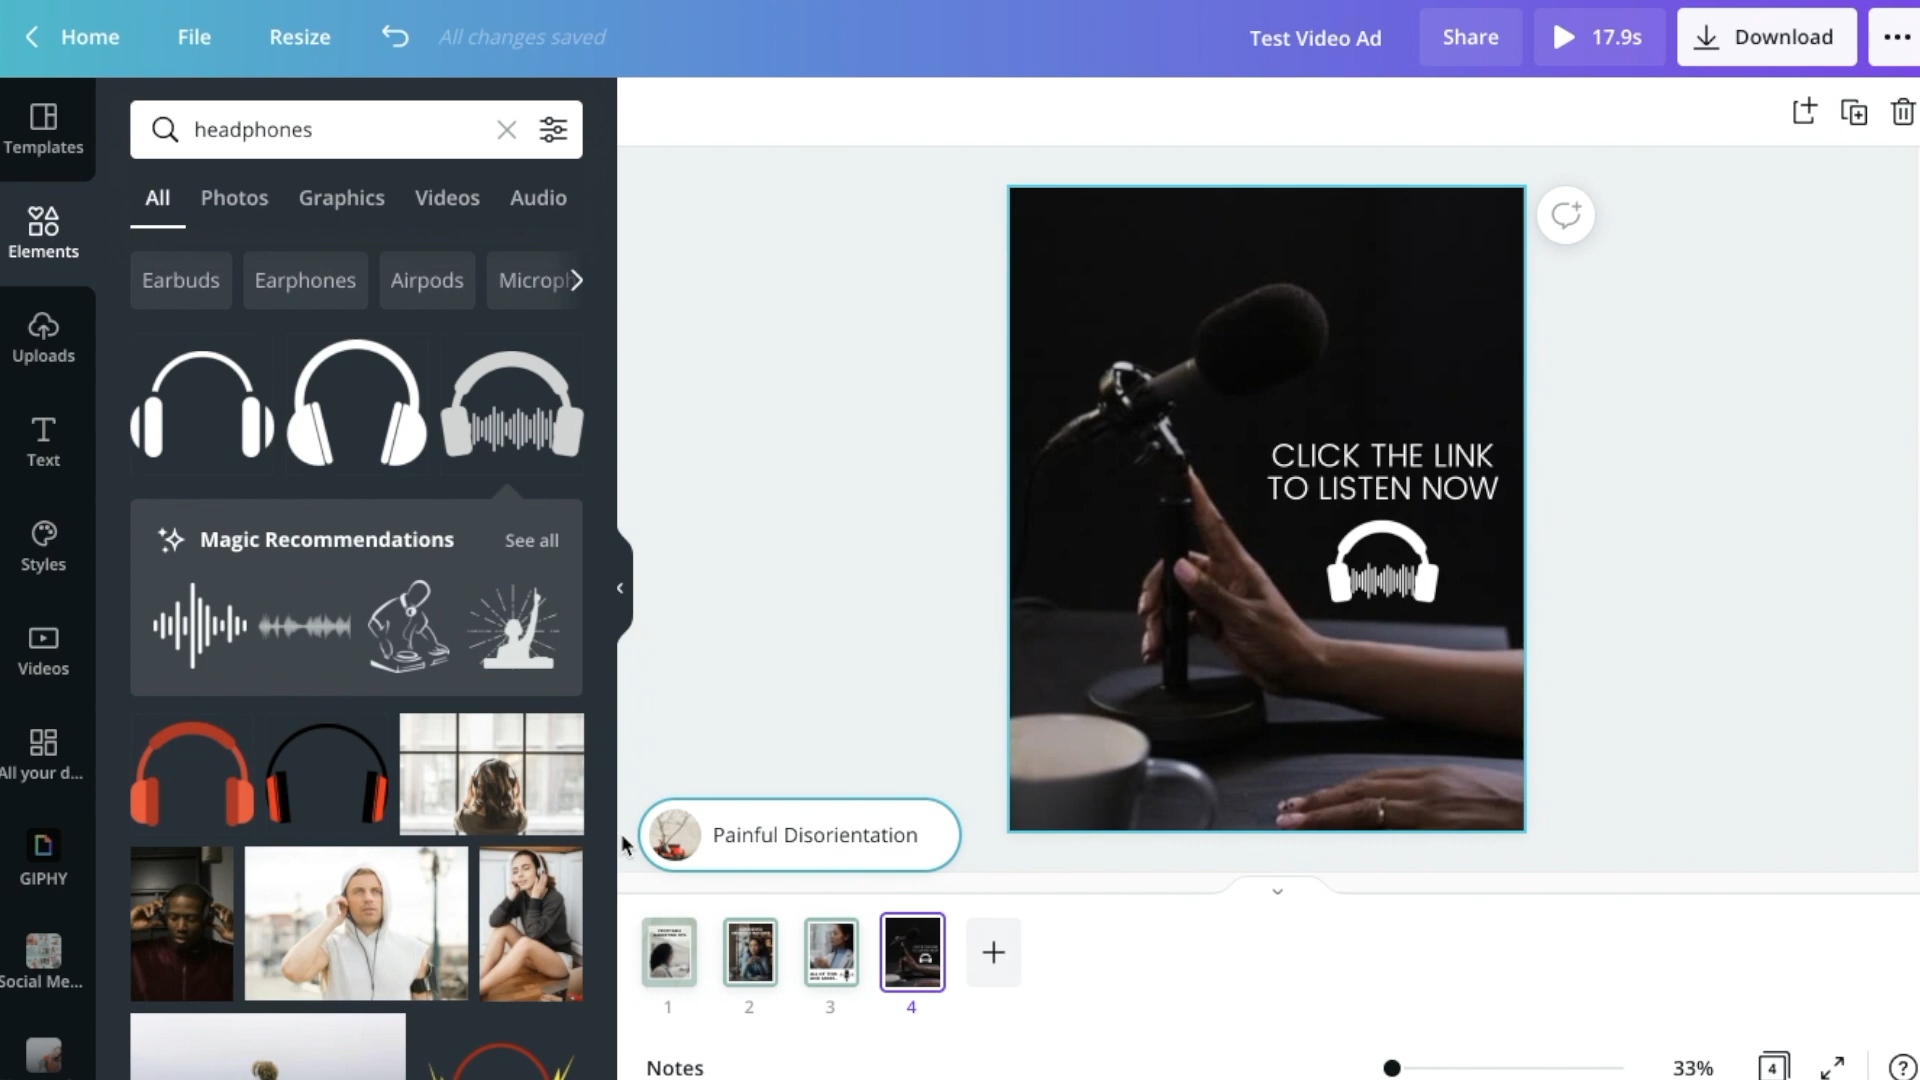 Home
File
Resize
All changes saved
Test Video Ad
Share
17.9s
Download
Templates
Elements
Uploads
Text
Styles
Videos
All your d...
GIPHY
Social Me...
headphones
All
Photos
Graphics
Videos
Audio
Earbuds
Earphones
Airpods
Microph
Magic Recommendations
See all
CLICK THE LINK
TO LISTEN NOW
Painful Disorientation
1
2
3
4
Notes
33%
4
?